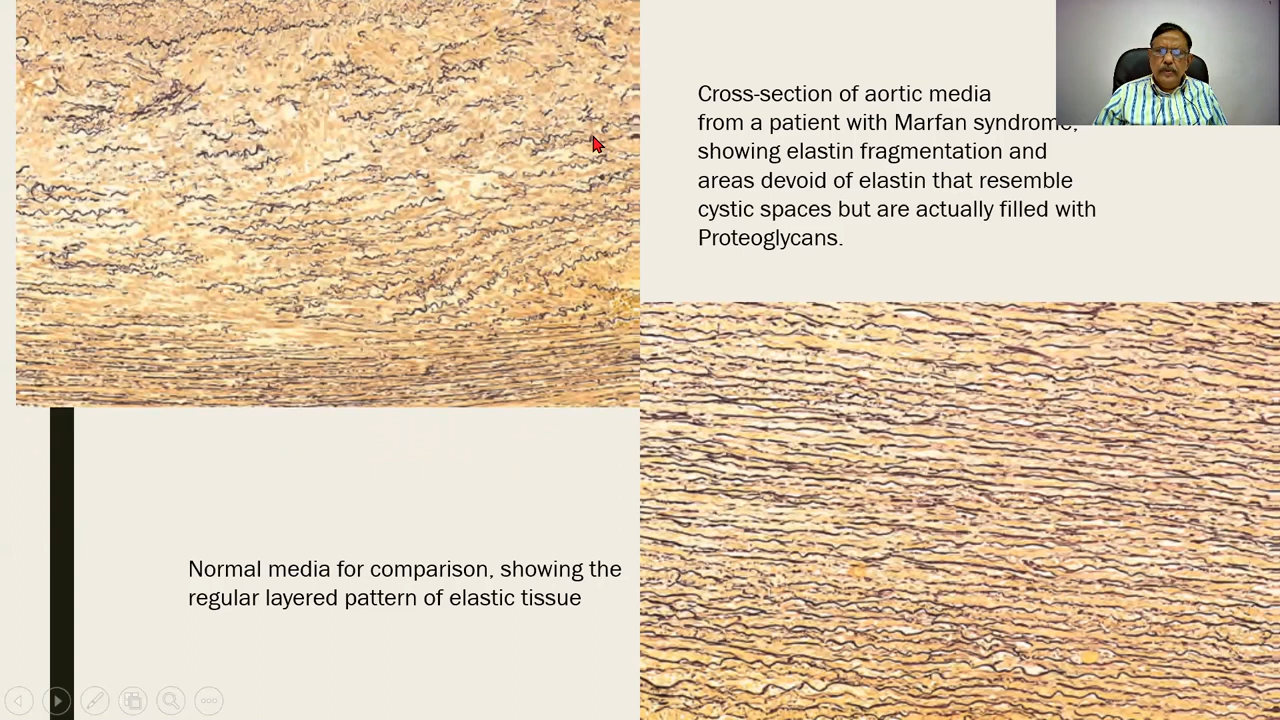 Cross-section of aortic media
from a patient with Marfan syndrome,
showing elastin fragmentation and
areas devoid of elastin that resemble
cystic spaces but are actually filled with
Proteoglycans.
Normal media for comparison, showing the
regular layered pattern of elastic tissue